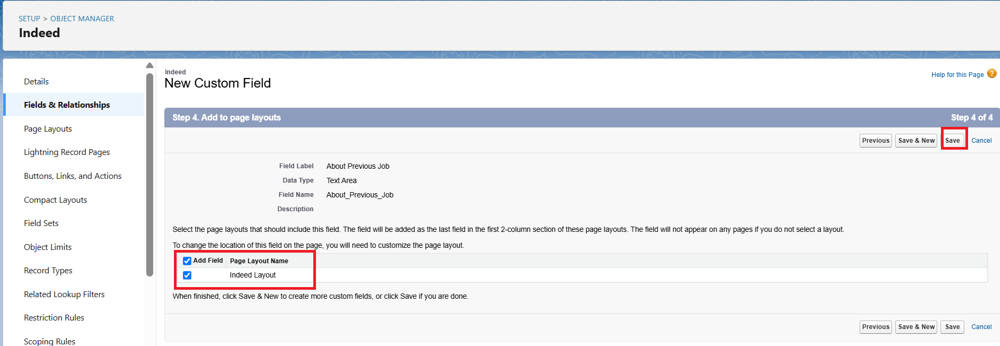 SETUP > OBJECT MANAGER
Indeed
Details
Fields & Relationships
Page Layouts
Lightning Record Pages
Buttons, Links, and Actions
Compact Layouts
Field Sets
Object Limits
Record Types
Related Lookup Filters
Restriction Rules
Scoping Rules
Indeed
New Custom Field
Help for this Page ?
Step 4. Add to page layouts Step 4 of 4
Previous Save & New Save Cancel
Field Label About Previous Job
Data Type Text Area
Field Name About_Previous_Job
Description
Select the page layouts that should include this field. The field will be added as the last field in the first 2-column section of these page layouts. The field will not appear on any pages if you do not select a layout.
To change the location of this field on the page, you will need to customize the page layout.
Add Field Page Layout Name
Indeed Layout
When finished, click Save & New to create more custom fields, or click Save if you are done.
Previous Save & New Save Cancel